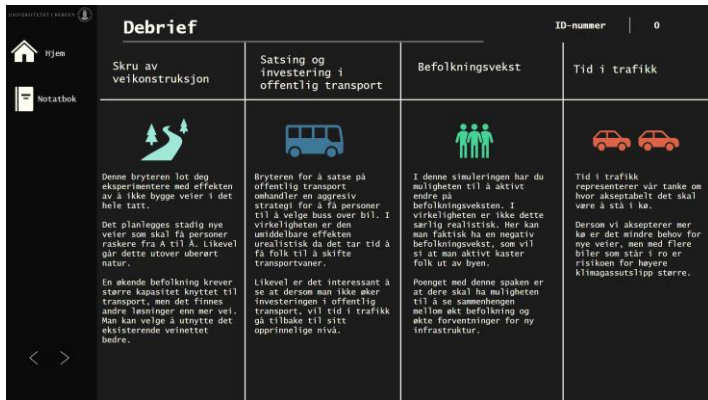 UNIVERSITETET I BERGEN
Debrief
ID-nummer
0
Hjem
Notatbok
Skru av
veikonstruksjon
Denne bryteren lot deg
eksperimentere med effekten
av å ikke bygge veier i det
hele tatt.
Det planlegges stadig nye
veier som skal få personer
raskere fra A til Å. Likevel
går dette utover uberørt
natur.
En økende befolkning krever
større kapasitet knyttet til
transport, men det finnes
andre løsninger enn mer vei.
Man kan velge å utnytte det
eksisterende veinettet
bedre.
Satsing og
investering i
offentlig transport
Bryteren for å satse på
offentlig transport
omhandler en aggresiv
strategi for å få personer
til å velge buss over bil. I
virkeligheten er den
umiddelbare effekten
urealistisk da det tar tid å
få folk til å skifte
transportvaner.
Likevel er det interessant å
se at dersom man ikke øker
investeringen i offentlig
transport, vil tid i trafikk
gå tilbake til sitt
opprinnelige nivå.
Befolkningsvekst
I denne simuleringen har du
muligheten til å aktivt
endre på
befolkningsveksten. I
virkeligheten er ikke dette
særlig realistisk. Her kan
man faktisk ha en negativ
befolkningsvekst, som vil
si at man aktivt kaster
folk ut av byen.
Poenget med denne spaken er
at dere skal ha muligheten
til å se sammenhengen
mellom økt befolkning og
økte forventninger for ny
infrastruktur.
Tid i trafikk
Tid i trafikk
representerer vår tanke om
hvor akseptabelt det skal
være å stå i kø.
Dersom vi aksepterer mer
kø er det mindre behov for
nye veier, men med flere
biler som står i ro er
risikoen for høyere
klimagassutslipp større.